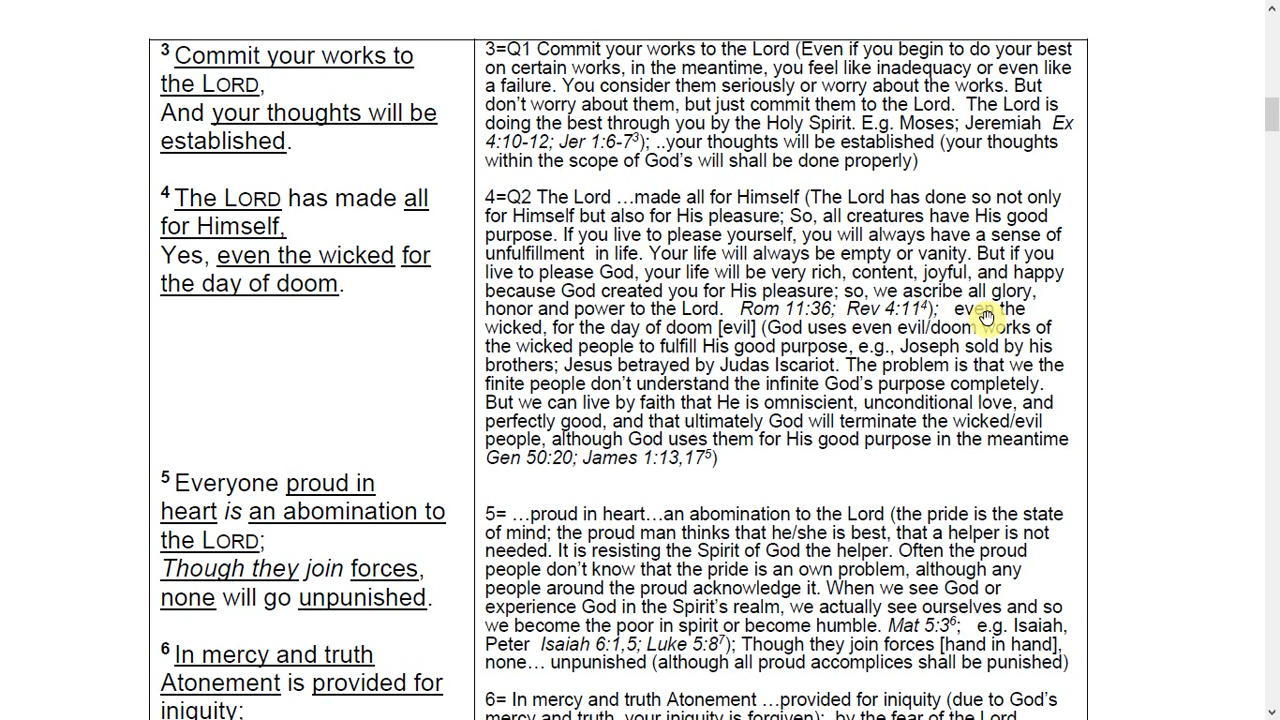 3 Commit your works to
the LORD,
And your thoughts will be
established.
4 The LORD has made all
for Himself,
Yes, even the wicked for
the day of doom.
5 Everyone proud in
heart is an abomination to
the LORD;
Though they join forces,
none will go unpunished.
6 In mercy and truth
Atonement is provided for
iniquity;
3=Q1 Commit your works to the Lord (Even if you begin to do your best
on certain works, in the meantime, you feel like inadequacy or even like
a failure. You consider them seriously or worry about the works. But
don't worry about them, but just commit them to the Lord.  The Lord is
doing the best through you by the Holy Spirit. E.g. Moses; Jeremiah  Ex
4:10-12; Jer 1:6-7³); ..your thoughts will be established (your thoughts
within the scope of God's will shall be done properly)
4=Q2 The Lord …made all for Himself (The Lord has done so not only
for Himself but also for His pleasure; So, all creatures have His good
purpose. If you live to please yourself, you will always have a sense of
unfulfillment  in life. Your life will always be empty or vanity. But if you
live to please God, your life will be very rich, content, joyful, and happy
because God created you for His pleasure; so, we ascribe all glory,
honor and power to the Lord.   Rom 11:36;  Rev 4:11⁴);   even the
wicked, for the day of doom [evil] (God uses even evil/doom works of
the wicked people to fulfill His good purpose, e.g., Joseph sold by his
brothers; Jesus betrayed by Judas Iscariot. The problem is that we the
finite people don't understand the infinite God's purpose completely.
But we can live by faith that He is omniscient, unconditional love, and
perfectly good, and that ultimately God will terminate the wicked/evil
people, although God uses them for His good purpose in the meantime
Gen 50:20; James 1:13,17⁵)
5= …proud in heart…an abomination to the Lord (the pride is the state
of mind; the proud man thinks that he/she is best, that a helper is not
needed. It is resisting the Spirit of God the helper. Often the proud
people don't know that the pride is an own problem, although any
people around the proud acknowledge it. When we see God or
experience God in the Spirit's realm, we actually see ourselves and so
we become the poor in spirit or become humble. Mat 5:3⁶;   e.g. Isaiah,
Peter  Isaiah 6:1,5; Luke 5:8⁷); Though they join forces [hand in hand],
none… unpunished (although all proud accomplices shall be punished)
6= In mercy and truth Atonement …provided for iniquity (due to God's
mercy and truth, your iniquity is forgiven); by the fear of the Lord